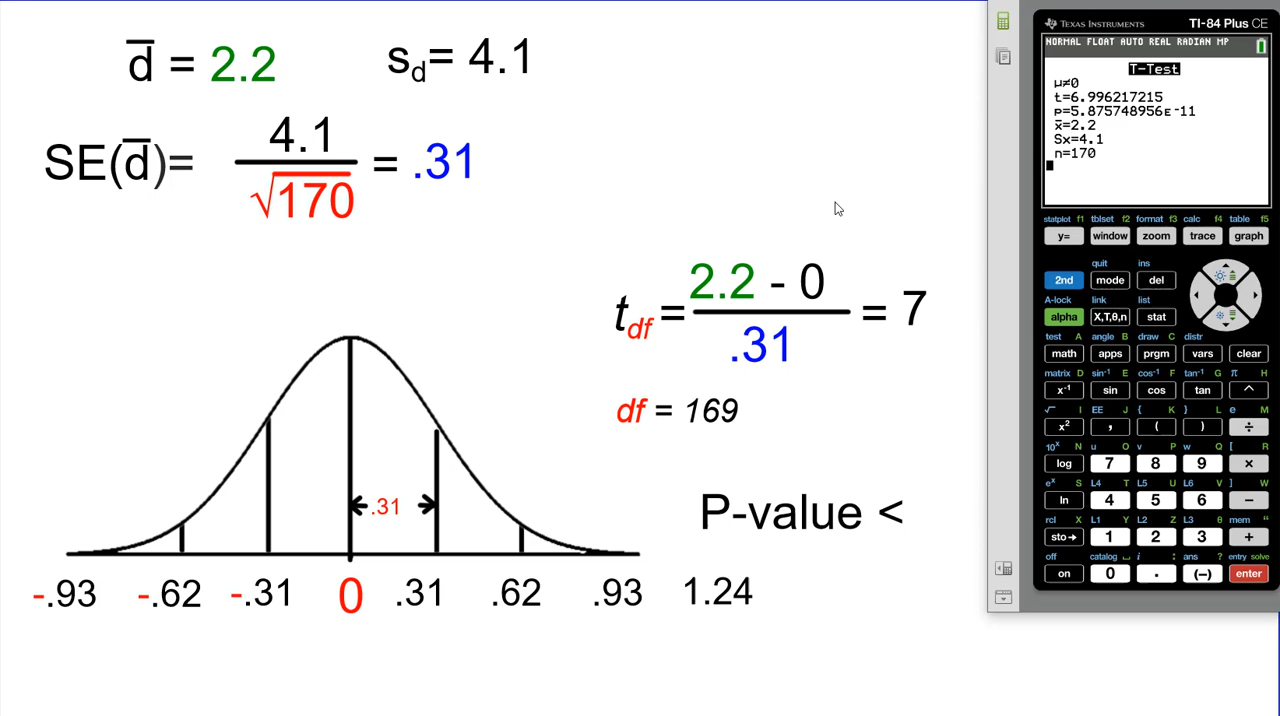 d̅ = 2.2
s_d= 4.1
SE(d̅)= 4.1 / √170 = .31
t_df = 2.2 - 0 / .31 = 7
df = 169
P-value <
.31
-.93 -.62 -.31 0 .31 .62 .93 1.24
TEXAS INSTRUMENTS TI-84 Plus CE
NORMAL FLOAT AUTO REAL RADIAN MP
T-Test
μ≠0
t=6.996217215
p=5.875748956E-11
x̄=2.2
Sx=4.1
n=170
statplot f1 tblset f2 format f3 calc f4 table f5
y= window zoom trace graph
quit ins
2nd mode del
A-lock link list
alpha X,T,θ,n stat
test A angle B draw C distr
math apps prgm vars clear
matrix D sin⁻¹ E cos⁻¹ F tan⁻¹ G π H
x⁻¹ sin cos tan ^
√ I EE J { K } L e M
x² , ( ) ÷
10ˣ N u O v P w Q [ R
log 7 8 9 ×
eˣ S L4 T L5 U L6 V ] W
ln 4 5 6 −
rcl X L1 Y L2 Z L3 θ mem "
sto→ 1 2 3 +
off catalog i : ans ? entry solve
on 0 . (−) enter